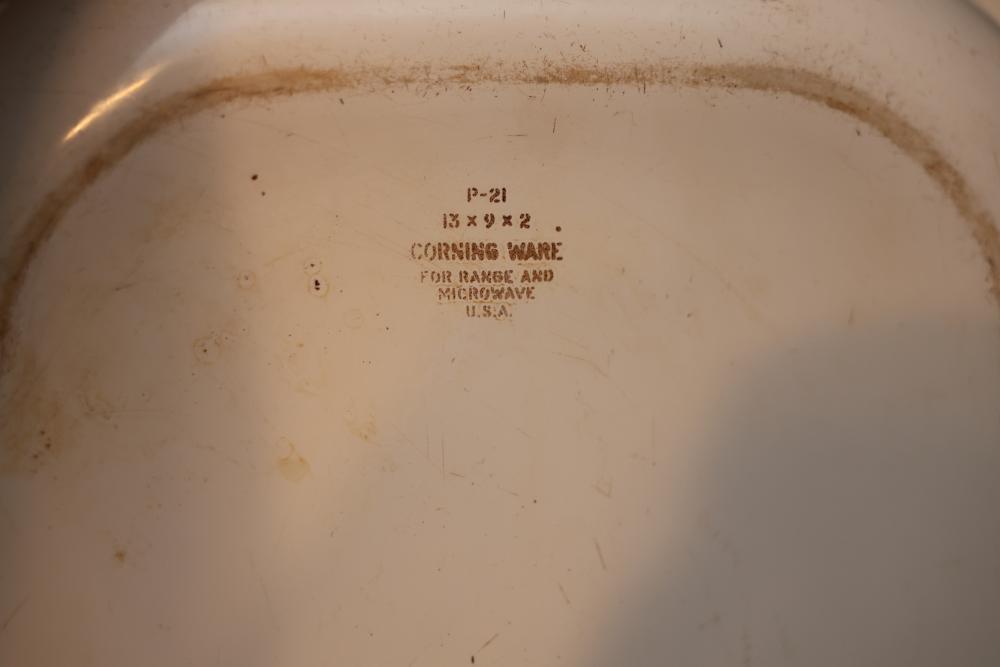 P-21
13 x 9 x 2
CORNING WARE
FOR RANGE AND
MICROWAVE
U.S.A.